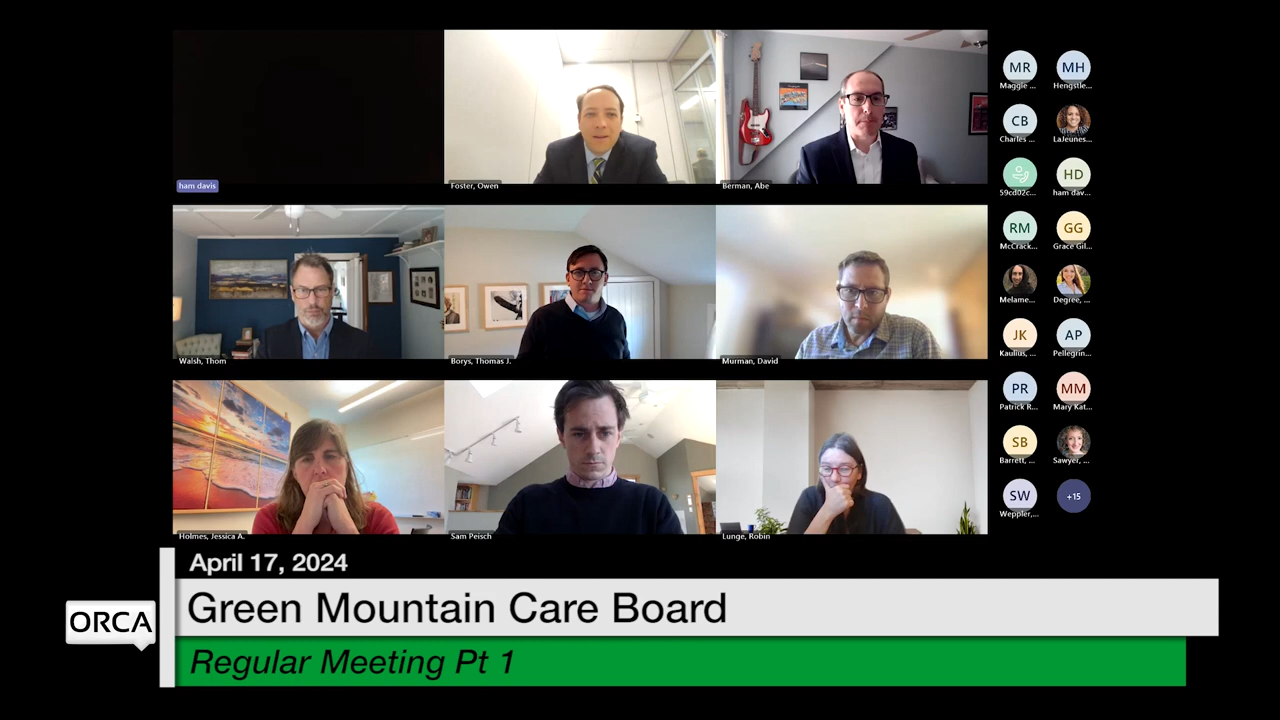 MR
MH
Maggie ...
Hengstle...
CB
Charles ...
LaJeunes...
ham davis
Foster, Owen
Berman, Abe
59cd02c...
HD
ham dav...
RM
GG
McCrack...
Grace Gil...
Melame...
Degree, ...
JK
AP
Kaulius, ...
Pellegrin...
Walsh, Thom
Borys, Thomas J.
Murman, David
PR
MM
Patrick R...
Mary Kat...
SB
Barrett, ...
Sawyer, ...
SW
+15
Weppler,...
Holmes, Jessica A.
Sam Peisch
Lunge, Robin
April 17, 2024
ORCA
Green Mountain Care Board
Regular Meeting Pt 1